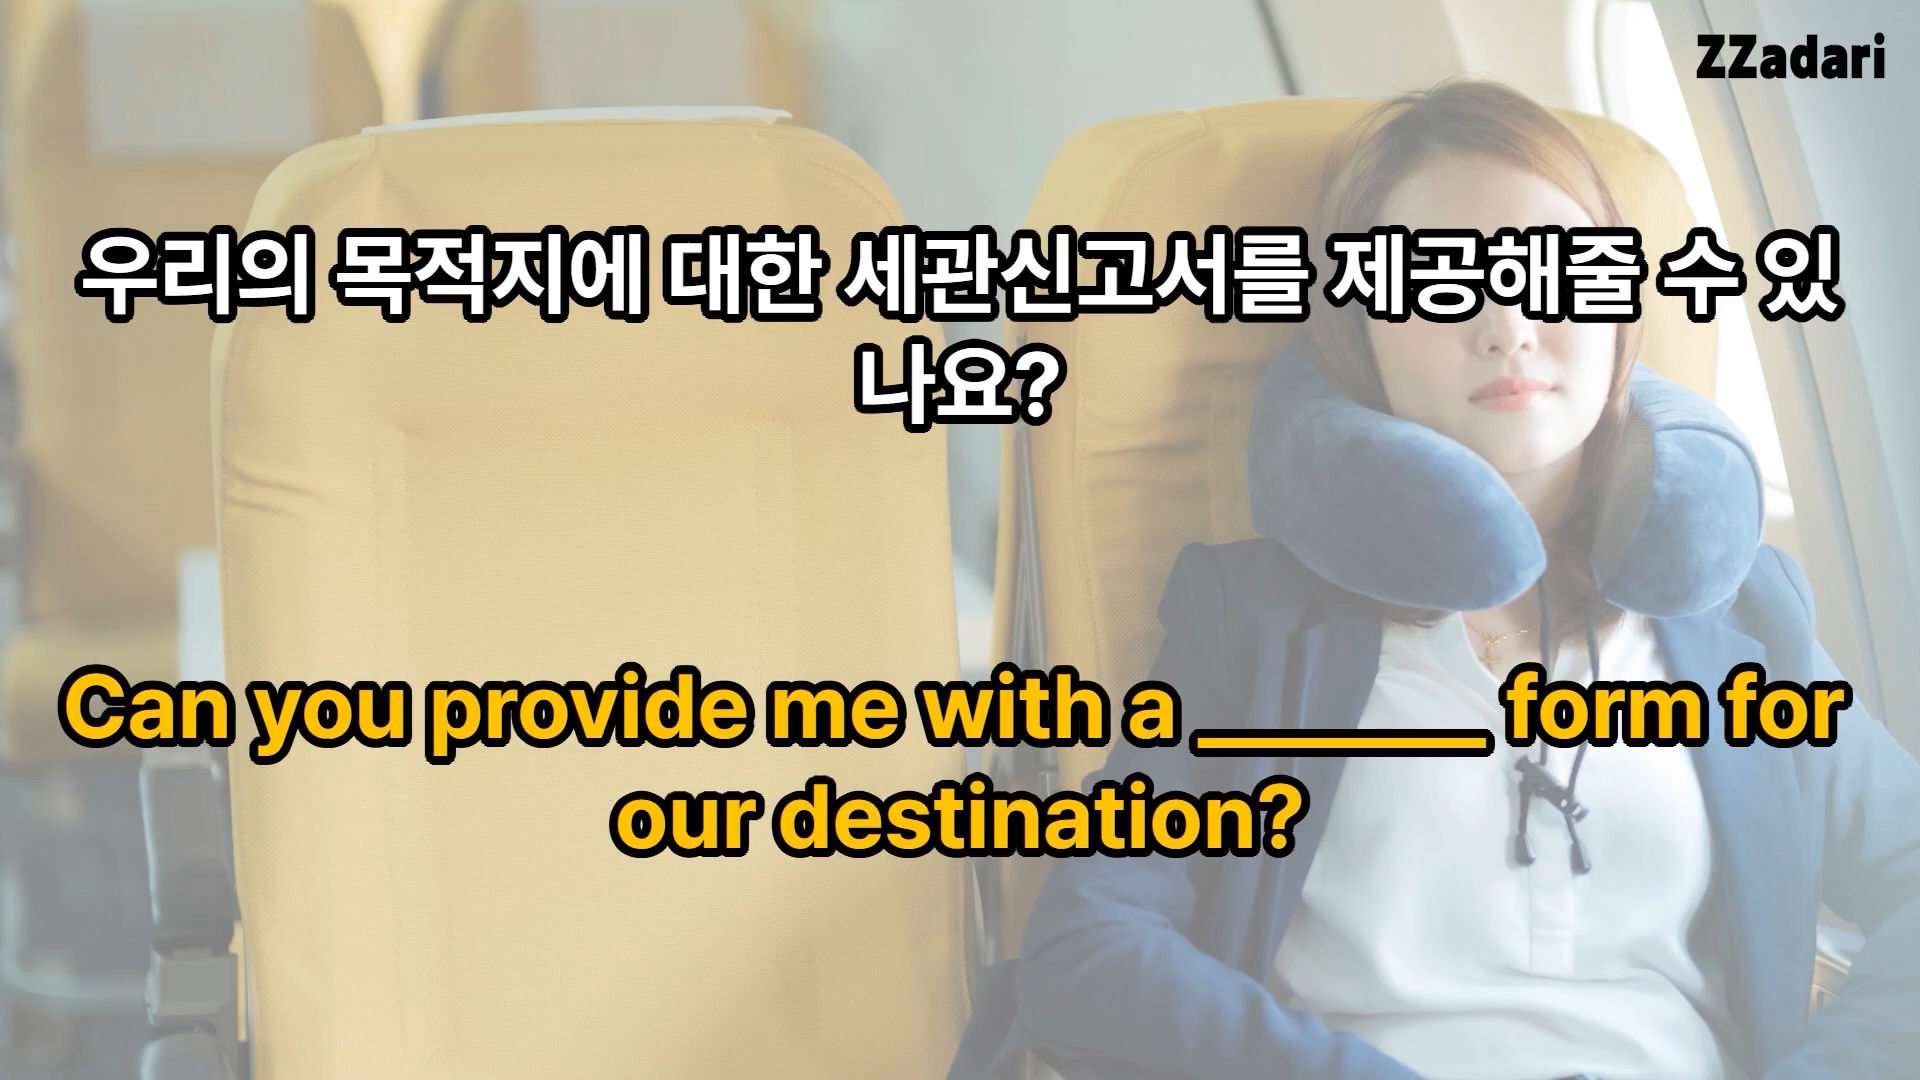 ZZadari
우리의 목적지에 대한 세관신고서를 제공해줄 수 있
나요?
Can you provide me with a ______ form for
our destination?